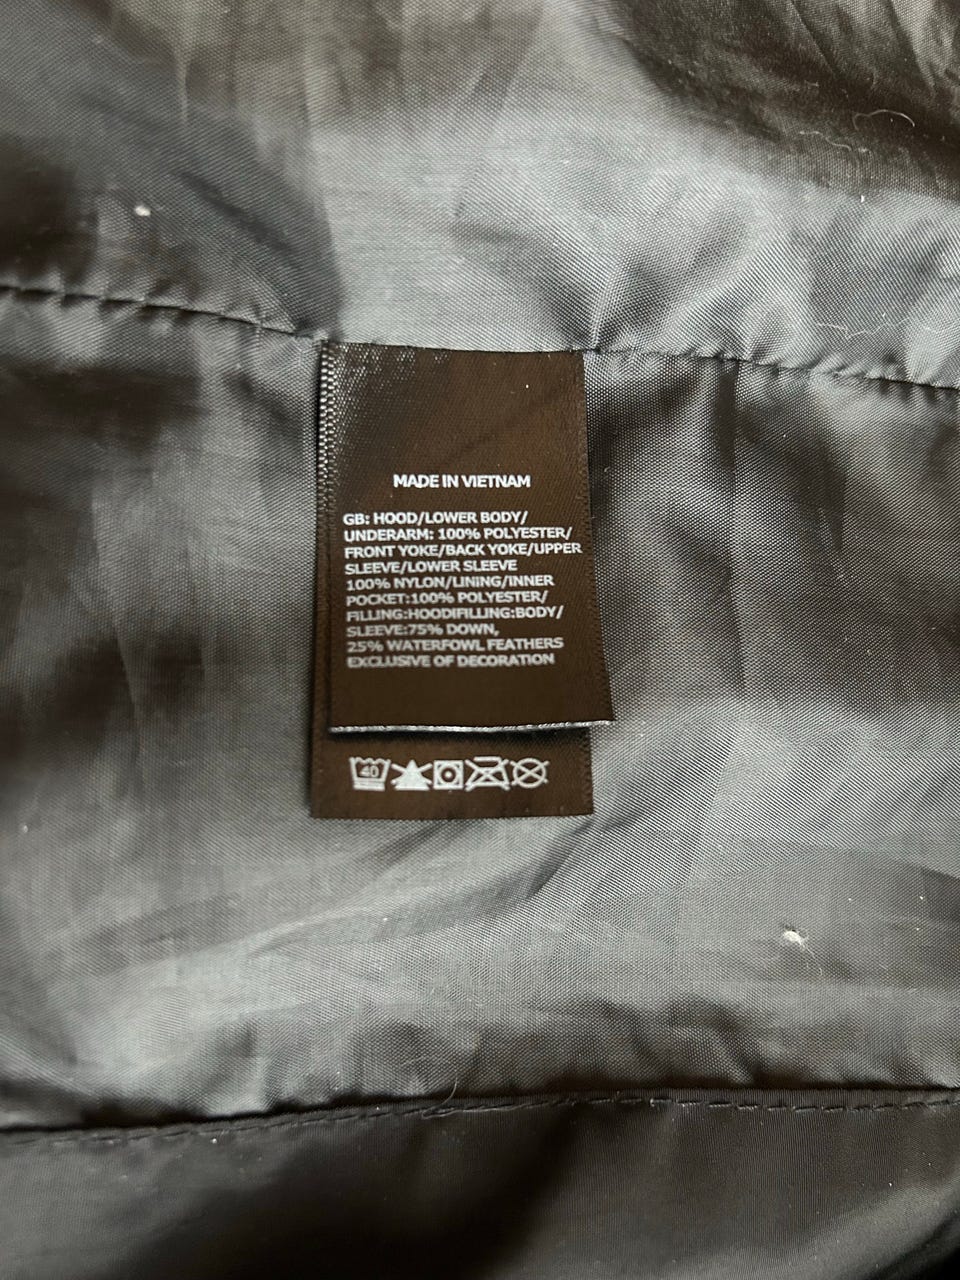 MADE IN VIETNAM
GB: HOOD/LOWER BODY/
UNDERARM: 100% POLYESTER/
FRONT YOKE/BACK YOKE/UPPER
SLEEVE/LOWER SLEEVE
100% NYLON/LINING/INNER
POCKET:100% POLYESTER/
FILLING:HOODIFILLING:BODY/
SLEEVE:75% DOWN,
25% WATERFOWL FEATHERS
EXCLUSIVE OF DECORATION
40